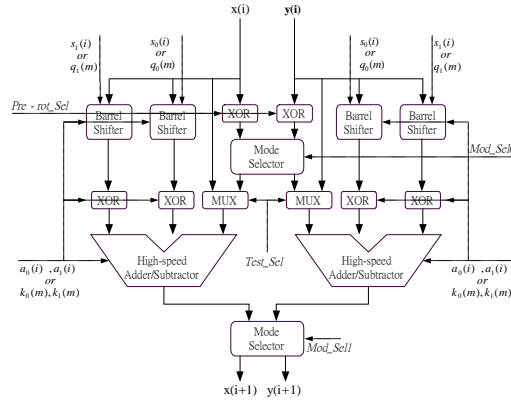 x(i)
y(i)
s₁(i)
or
q₁(m)
s₀(i)
or
q₀(m)
s₀(i)
or
q₀(m)
s₁(i)
or
q₁(m)
Pre - rot_Sel
XOR
XOR
Barrel
Shifter
Barrel
Shifter
Barrel
Shifter
Barrel
Shifter
Mode
Selector
Mod_Sell
XOR
XOR
MUX
MUX
XOR
XOR
High-speed
Adder/Subtractor
Test_Sel
High-speed
Adder/Subtractor
a₀(i) , a₁(i)
or
k₀(m), k₁(m)
a₀(i) , a₁(i)
or
k₀(m), k₁(m)
Mode
Selector
Mod_Sell
x(i+1)
y(i+1)